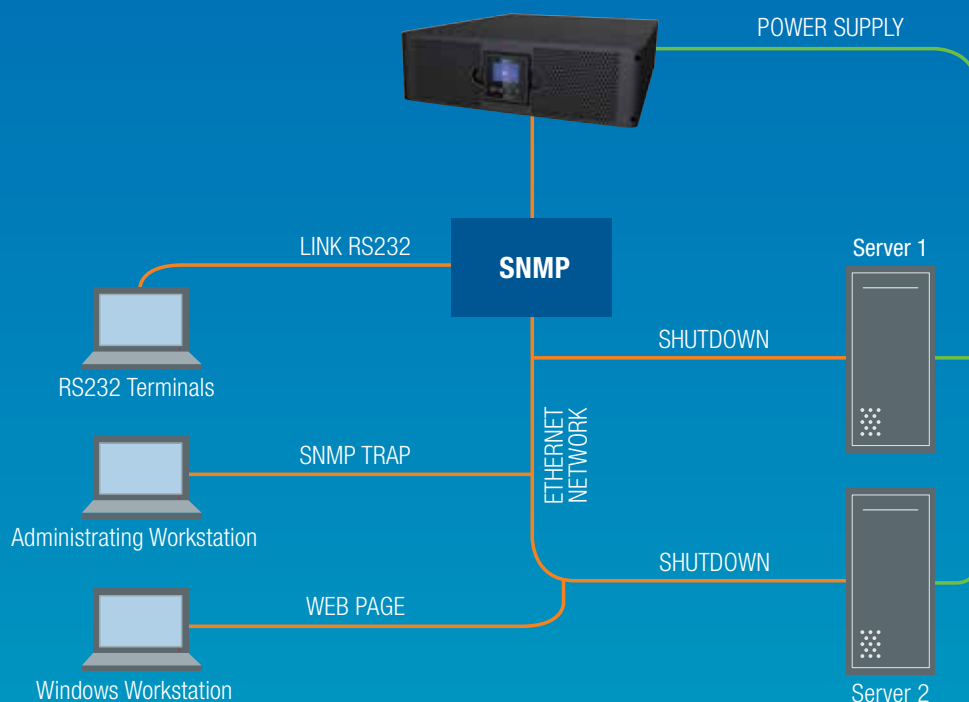 POWER SUPPLY
LINK RS232
SNMP
Server 1
SHUTDOWN
RS232 Terminals
ETHERNET
NETWORK
SNMP TRAP
Administrating Workstation
SHUTDOWN
WEB PAGE
Windows Workstation
Server 2